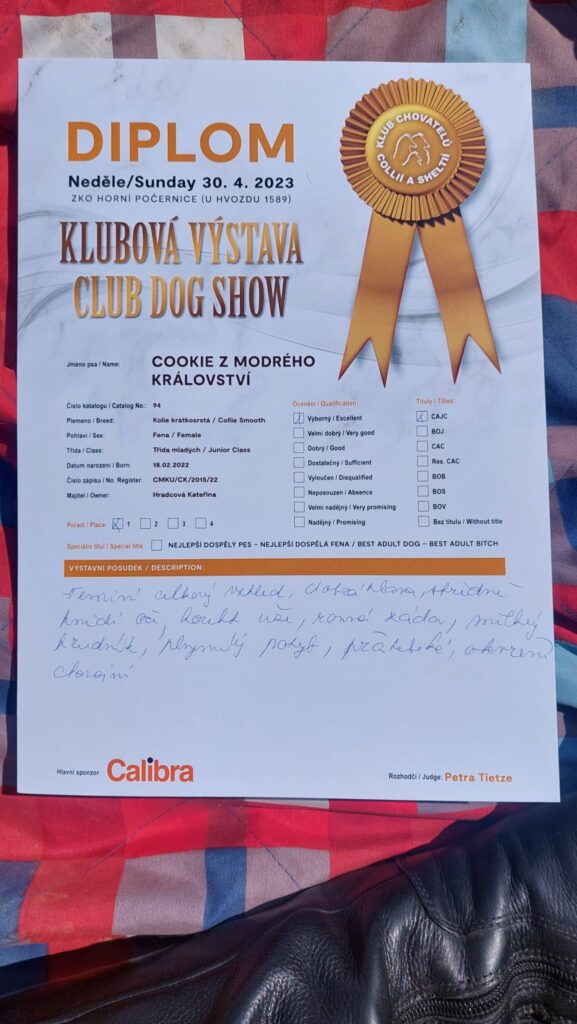 DIPLOM
Neděle/Sunday 30. 4. 2023
ZKO HORNÍ POČERNICE (U HVOZDU 1589)
KLUB CHOVATELŮ
COLLIÍ A SHELTIÍ
KLUBOVÁ VÝSTAVA
CLUB DOG SHOW
Jméno psa / Name: COOKIE Z MODRÉHO
KRÁLOVSTVÍ
Číslo katalogu / Catalog No.: 94
Plemeno / Breed: Kolie krátkosrstá / Collie Smooth
Pohlaví / Sex: Fena / Female
Třída / Class: Třída mladých / Junior Class
Datum narození / Born: 18.02.2022
Číslo zápisu / No. Register: CMKU/CK/2015/22
Majitel / Owner: Hradcová Kateřina
Ocenění / Qualification:
Výborný / Excellent
Velmi dobrý / Very good
Dobrý / Good
Dostatečný / Sufficient
Vyloučen / Disqualified
Neposouzen / Absence
Velmi nadějný / Very promising
Nadějný / Promising
Tituly / Titles:
CAJC
BOJ
CAC
Res. CAC
BOB
BOS
BOV
Bez titulu / Without title
Pořadí / Place: 1 2 3 4
Speciální titul / Special title: NEJLEPŠÍ DOSPĚLÝ PES – NEJLEPŠÍ DOSPĚLÁ FENA / BEST ADULT DOG – BEST ADULT BITCH
VÝSTAVNÍ POSUDEK / DESCRIPTION:
celkový vzhled, dobrá hlava, středně
oči, uši, rovná záda,
hrudník, plynulý pohyb, přátelské, otevřené
chování
Hlavní sponzor Calibra
Rozhodčí / Judge: Petra Tietze